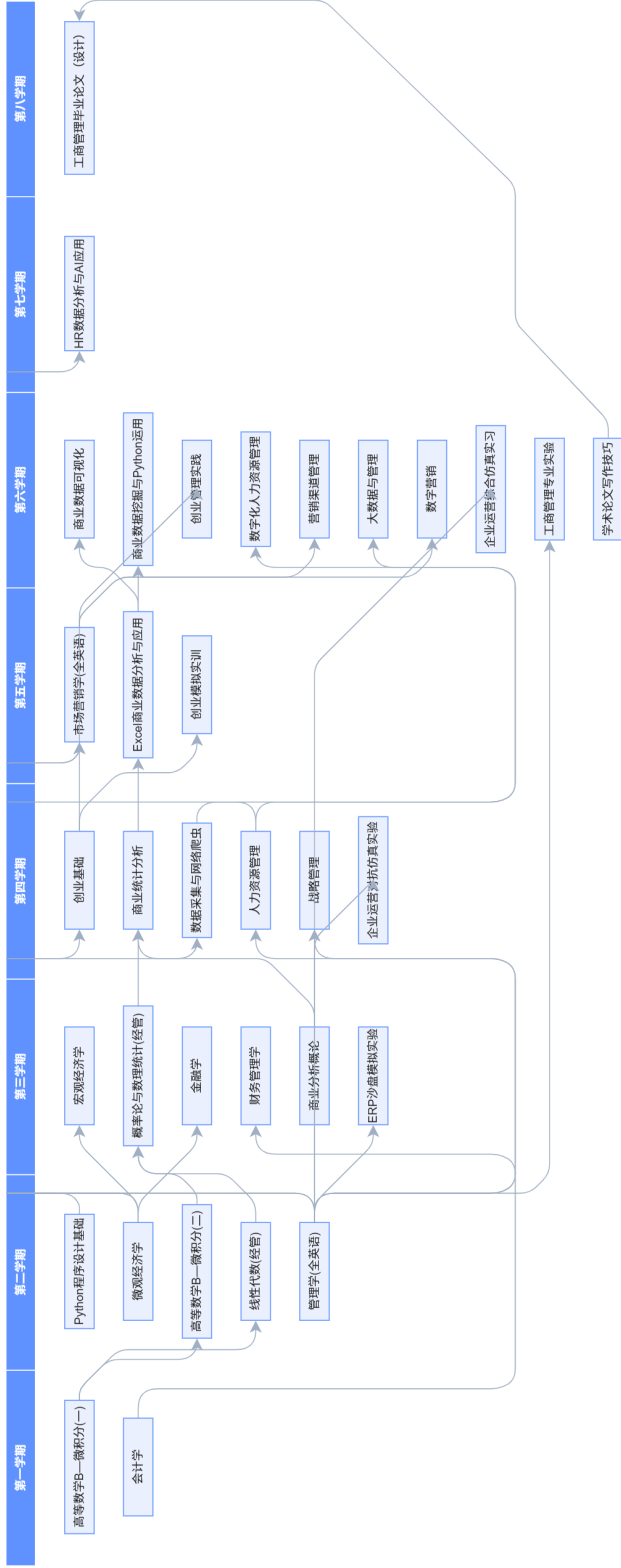 第一学期
高等数学B—微积分(一)
会计学
第二学期
Python程序设计基础
微观经济学
高等数学B—微积分(二)
线性代数(经管)
管理学(全英语)
第三学期
宏观经济学
概率论与数理统计(经管)
金融学
财务管理学
商业分析概论
ERP沙盘模拟实验
第四学期
创业基础
商业统计分析
数据采集与网络爬虫
人力资源管理
战略管理
企业运营对抗仿真实验
第五学期
市场营销学(全英语)
Excel商业数据分析与应用
创业模拟实训
第六学期
商业数据可视化
商业数据挖掘与Python运用
创业管理实践
数字化人力资源管理
营销渠道管理
大数据与管理
数字营销
企业运营综合仿真实习
工商管理专业实验
学术论文写作技巧
第七学期
HR数据分析与AI应用
第八学期
工商管理毕业论文（设计）